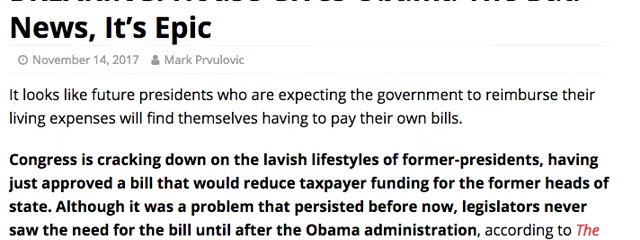 News, It's Epic
November 14, 2017 Mark Prvulovic
It looks like future presidents who are expecting the government to reimburse their
living expenses will find themselves having to pay their own bills.
Congress is cracking down on the lavish lifestyles of former-presidents, having
just approved a bill that would reduce taxpayer funding for the former heads of
state. Although it was a problem that persisted before now, legislators never
saw the need for the bill until after the Obama administration, according to The